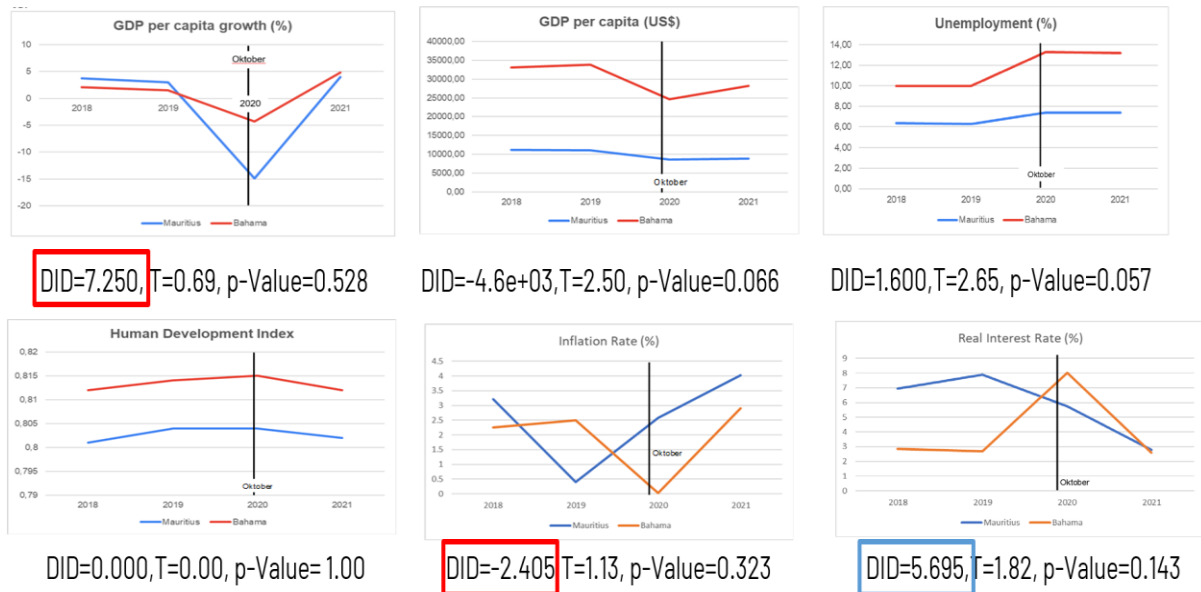 GDP per capita growth (%)
10
5
0
-5
-10
-15
-20
Oktober
2018
2019
2020
2021
Mauritius
Bahama
GDP per capita (US$)
40000,00
35000,00
30000,00
25000,00
20000,00
15000,00
10000,00
5000,00
0,00
Oktober
2018
2019
2020
2021
Mauritius
Bahama
Unemployment (%)
14,00
12,00
10,00
8,00
6,00
4,00
2,00
0,00
Oktober
2018
2019
2020
2021
Mauritius
Bahama
DID=7.250, T=0.69, p-Value=0.528
DID=-4.6e+03,T=2.50, p-Value=0.066
DID=1.600,T=2.65, p-Value=0.057
Human Development Index
0,82
0,815
0,81
0,805
0,8
0,795
0,79
Oktober
2018
2019
2020
2021
Mauritius
Bahama
Inflation Rate (%)
4.5
4
3.5
3
2.5
2
1.5
1
0.5
0
Oktober
2018
2019
2020
2021
Mauritius
Bahama
Real Interest Rate (%)
9
8
7
6
5
4
3
2
1
0
Oktober
2018
2019
2020
2021
Mauritius
Bahama
DID=0.000,T=0.00, p-Value= 1.00
DID=-2.405 T=1.13, p-Value=0.323
DID=5.695,T=1.82, p-Value=0.143